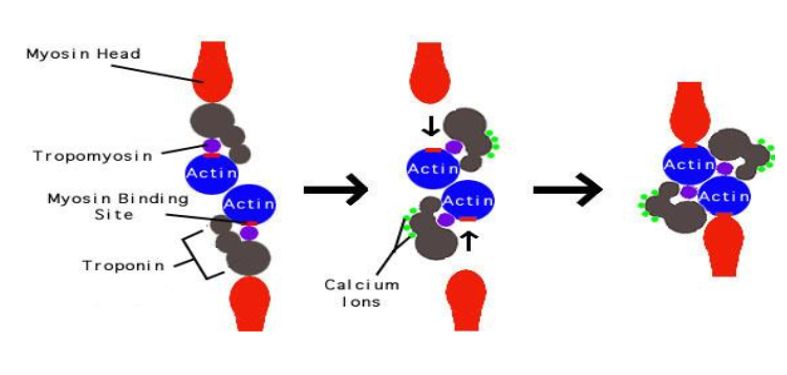 Myosin Head
Tropomyosin
Actin
Myosin Binding
Site
Actin
Troponin
Actin
Actin
Calcium
Ions
Actin
Actin